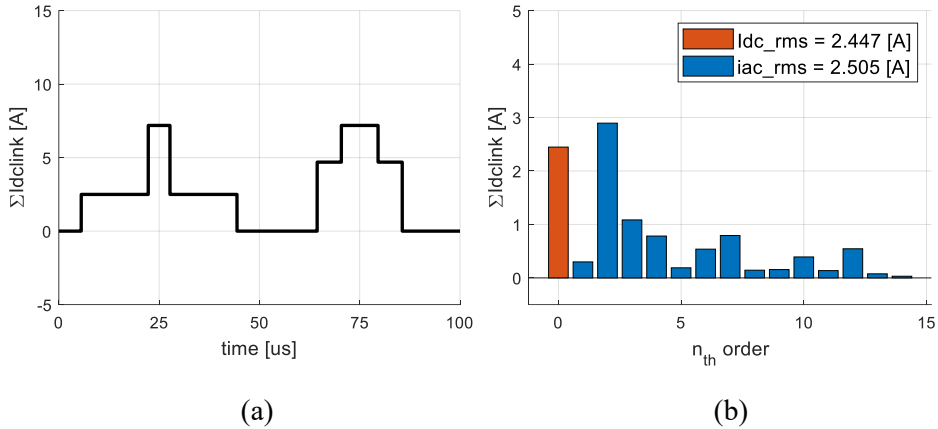 15
10
5
0
-5
ΣIdclink [A]
0
25
50
75
100
time [us]
(a)
5
4
3
2
1
0
ΣIdclink [A]
Idc_rms = 2.447 [A]
iac_rms = 2.505 [A]
0
5
10
15
n_th order
(b)